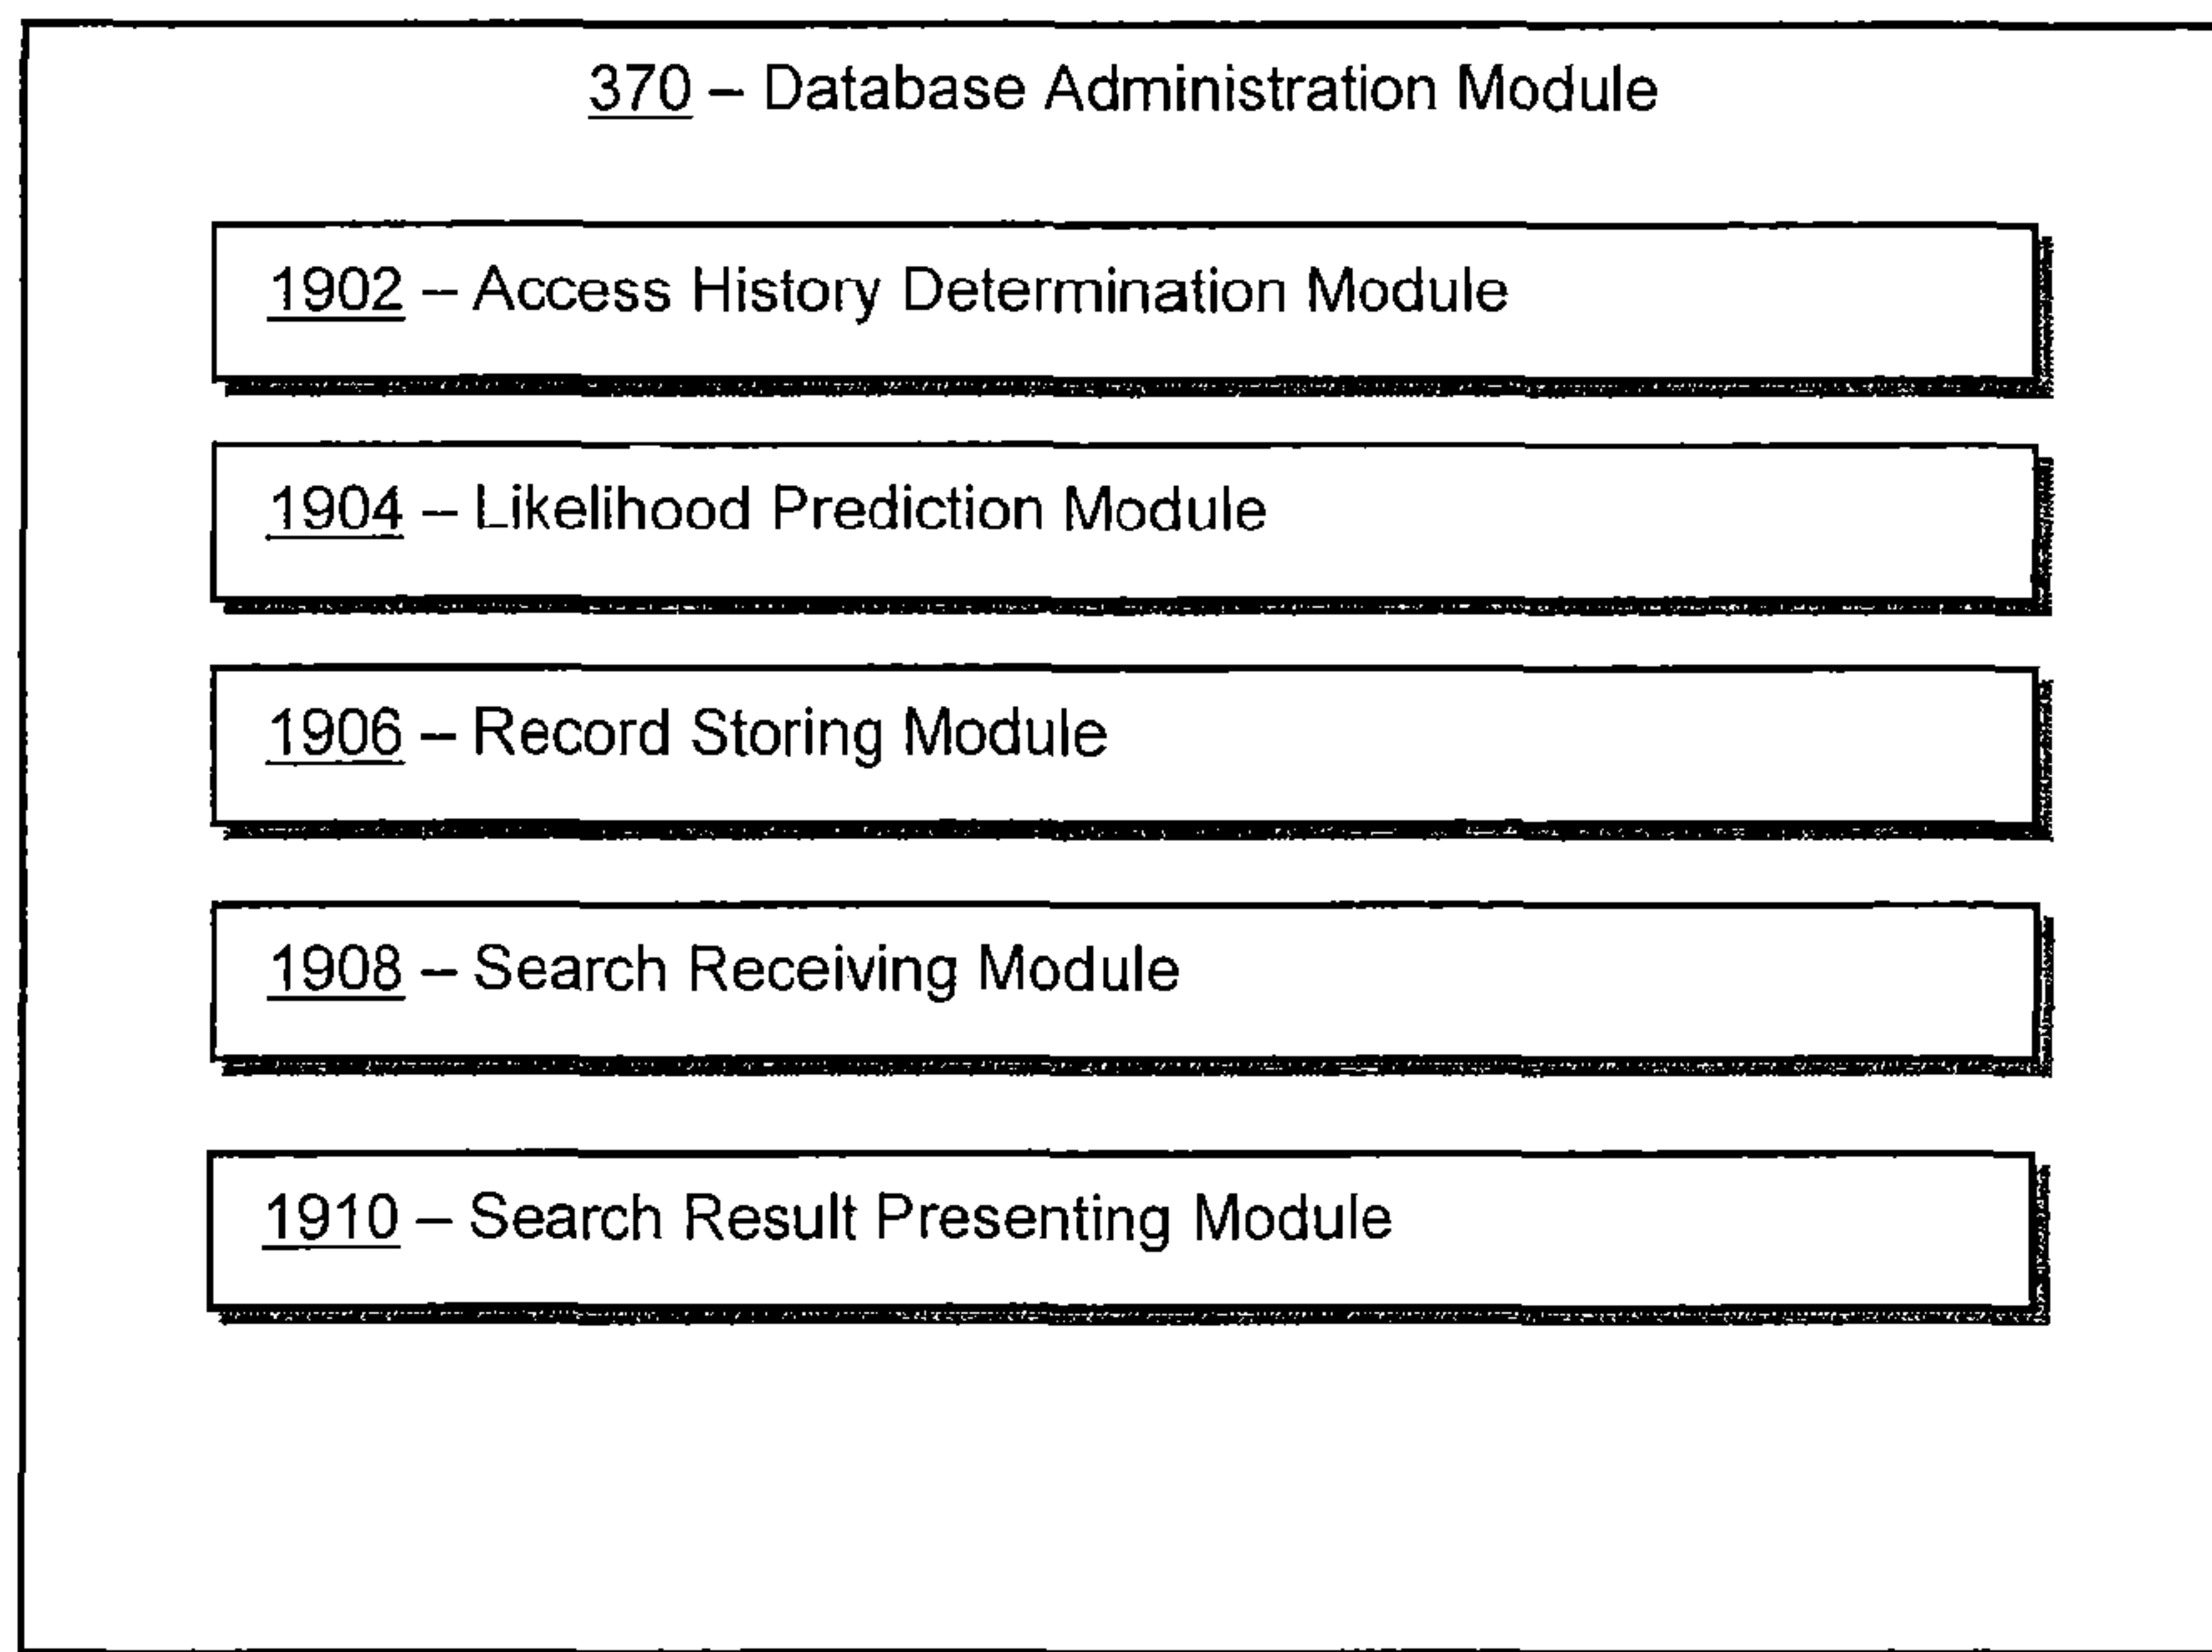 370 – Database Administration Module
1902 – Access History Determination Module
1904 – Likelihood Prediction Module
1906 – Record Storing Module
1908 – Search Receiving Module
1910 – Search Result Presenting Module